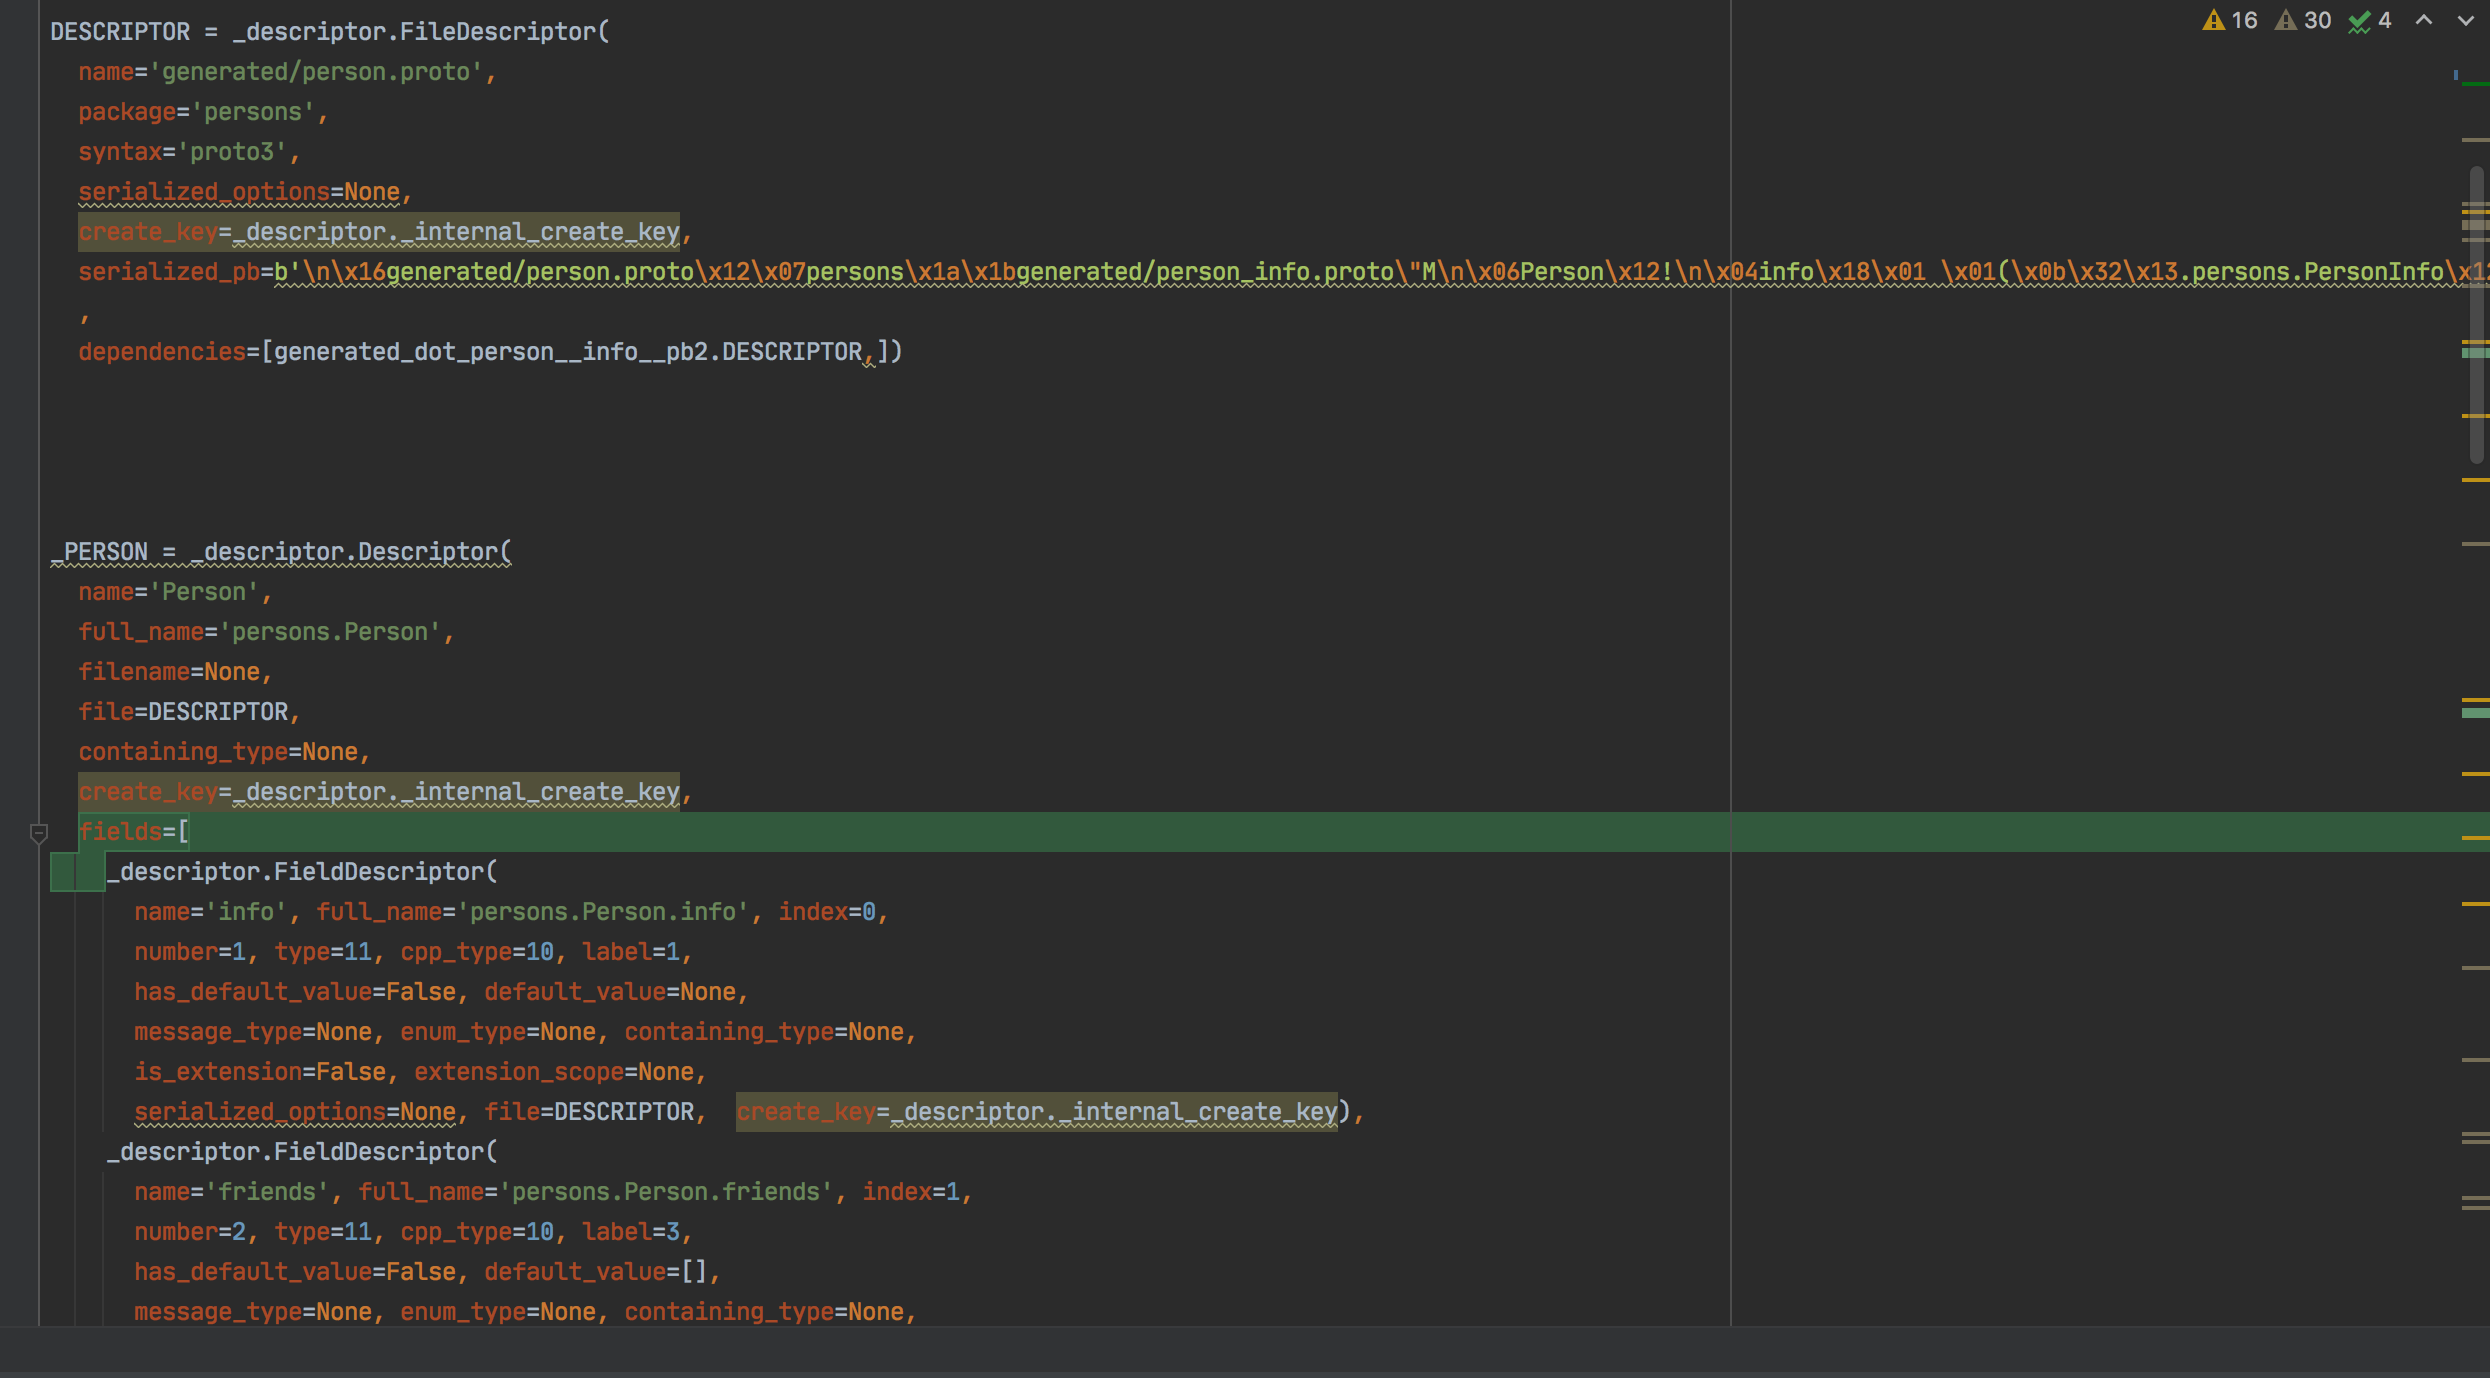 DESCRIPTOR = _descriptor.FileDescriptor(
16 30 4
name='generated/person.proto',
package='persons',
syntax='proto3',
serialized_options=None,
create_key=_descriptor._internal_create_key,
serialized_pb=b'\n\x16generated/person.proto\x12\x07persons\x1a\x1bgenerated/person_info.proto\"M\n\x06Person\x12!\n\x04info\x18\x01 \x01(\x0b\x32\x13.persons.PersonInfo\x12
,
dependencies=[generated_dot_person__info__pb2.DESCRIPTOR,])
_PERSON = _descriptor.Descriptor(
name='Person',
full_name='persons.Person',
filename=None,
file=DESCRIPTOR,
containing_type=None,
create_key=_descriptor._internal_create_key,
fields=[
_descriptor.FieldDescriptor(
name='info', full_name='persons.Person.info', index=0,
number=1, type=11, cpp_type=10, label=1,
has_default_value=False, default_value=None,
message_type=None, enum_type=None, containing_type=None,
is_extension=False, extension_scope=None,
serialized_options=None, file=DESCRIPTOR,  create_key=_descriptor._internal_create_key),
_descriptor.FieldDescriptor(
name='friends', full_name='persons.Person.friends', index=1,
number=2, type=11, cpp_type=10, label=3,
has_default_value=False, default_value=[],
message_type=None, enum_type=None, containing_type=None,